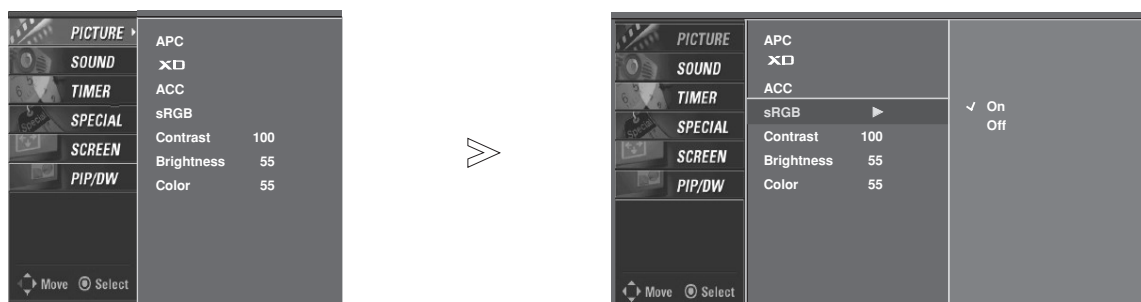 PICTURE
SOUND
TIMER
SPECIAL
SCREEN
PIP/DW
Move Select
APC
XD
ACC
sRGB
Contrast 100
Brightness 55
Color 55
PICTURE
SOUND
TIMER
SPECIAL
SCREEN
PIP/DW
Move Select
APC
XD
ACC
sRGB
Contrast 100
Brightness 55
Color 55
On
Off